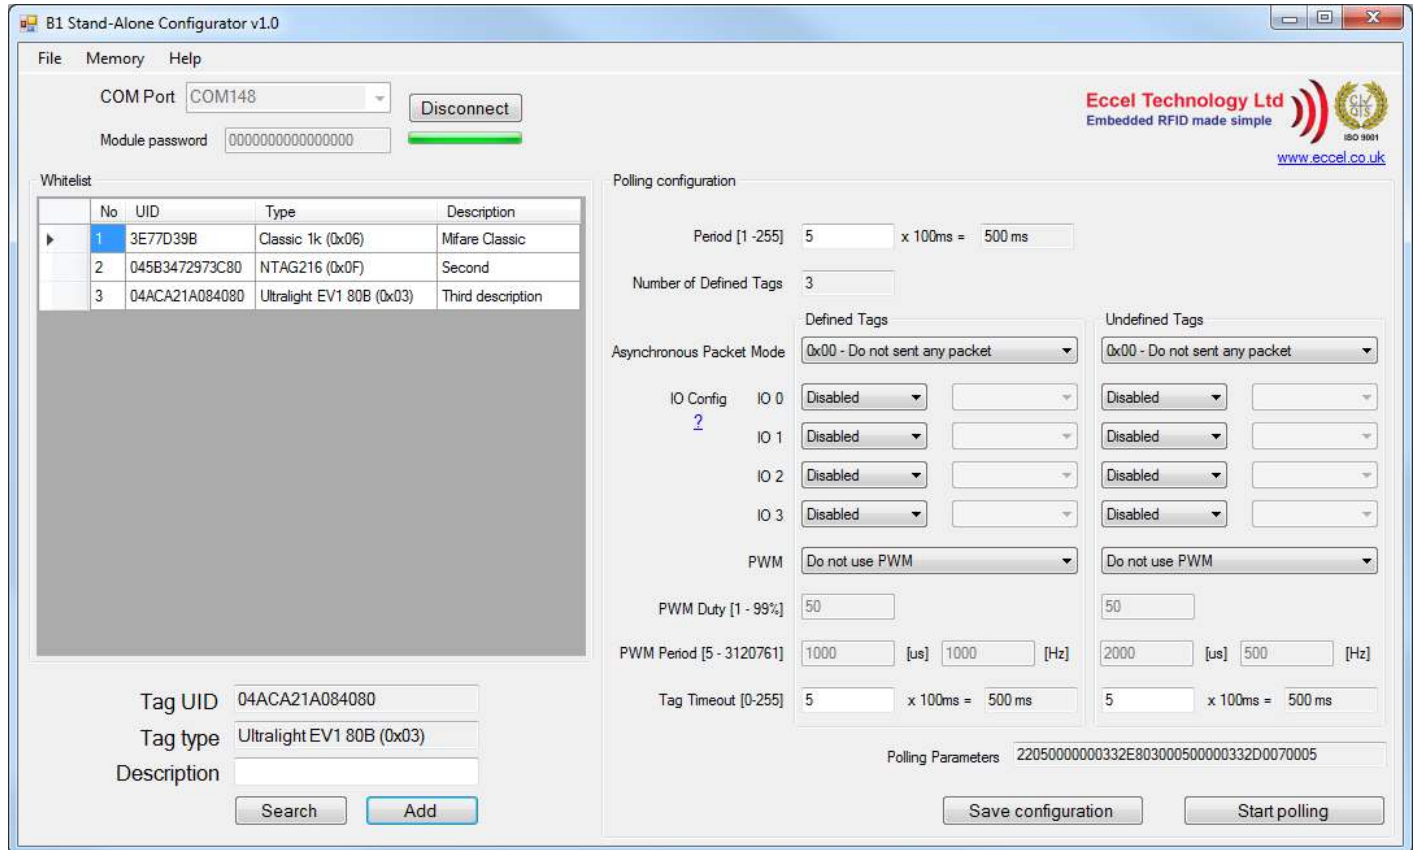 B1 Stand-Alone Configurator v1.0
File Memory Help
COM Port COM148
Disconnect
Module password 0000000000000000
Eccel Technology Ltd
Embedded RFID made simple
ISO 9001
www.eccel.co.uk
Whitelist
No UID Type Description
1 3E77D39B Classic 1k (0x06) Mifare Classic
2 045B3472973C80 NTAG216 (0x0F) Second
3 04ACA21A084080 Ultralight EV1 80B (0x03) Third description
Tag UID 04ACA21A084080
Tag type Ultralight EV1 80B (0x03)
Description
Search Add
Polling configuration
Period [1 -255] 5 x 100ms = 500 ms
Number of Defined Tags 3
Defined Tags Undefined Tags
Asynchronous Packet Mode 0x00 - Do not sent any packet 0x00 - Do not sent any packet
IO Config IO 0 Disabled Disabled
?
IO 1 Disabled Disabled
IO 2 Disabled Disabled
IO 3 Disabled Disabled
PWM Do not use PWM Do not use PWM
PWM Duty [1 - 99%] 50 50
PWM Period [5 - 3120761] 1000 [us] 1000 [Hz] 2000 [us] 500 [Hz]
Tag Timeout [0-255] 5 x 100ms = 500 ms 5 x 100ms = 500 ms
Polling Parameters 22050000000332E803000500000332D0070005
Save configuration Start polling